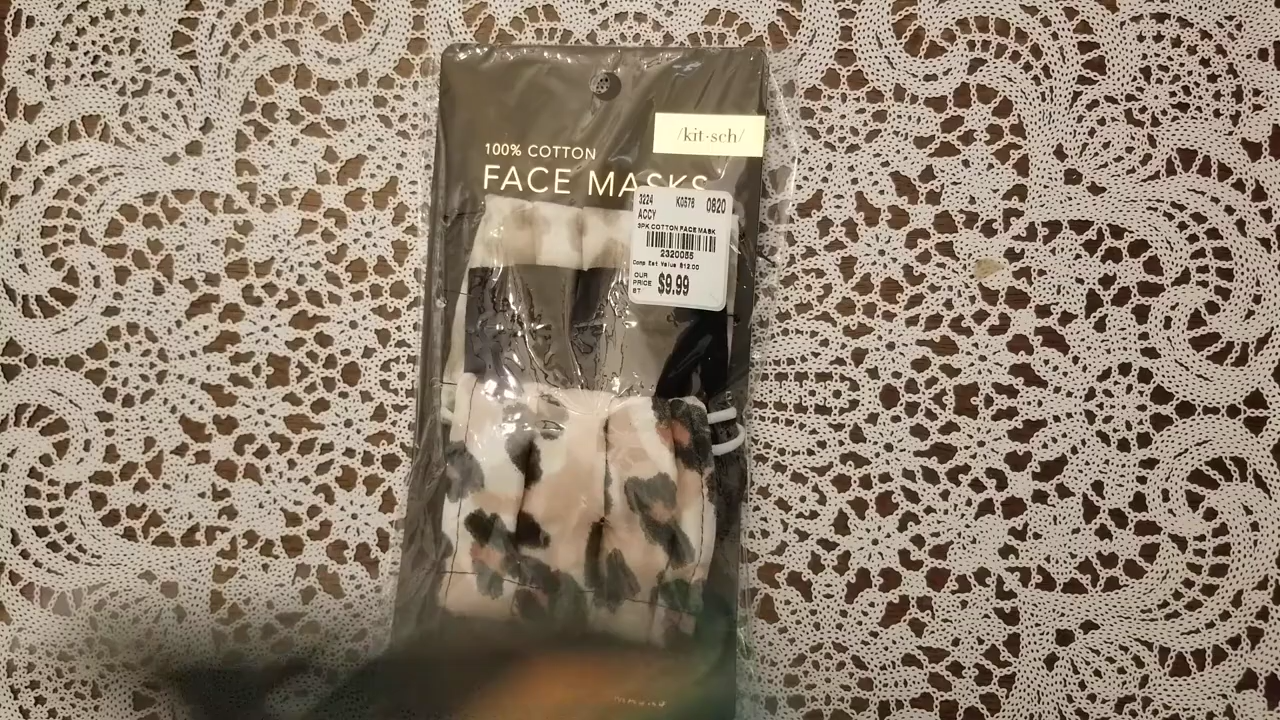 /kit·sch/
100% COTTON
FACE MASKS
3224 K0578 0820
ACCY
3PK COTTON FACE MASK
2320055
Comp Est Value $12.00
OUR
PRICE $9.99
ET